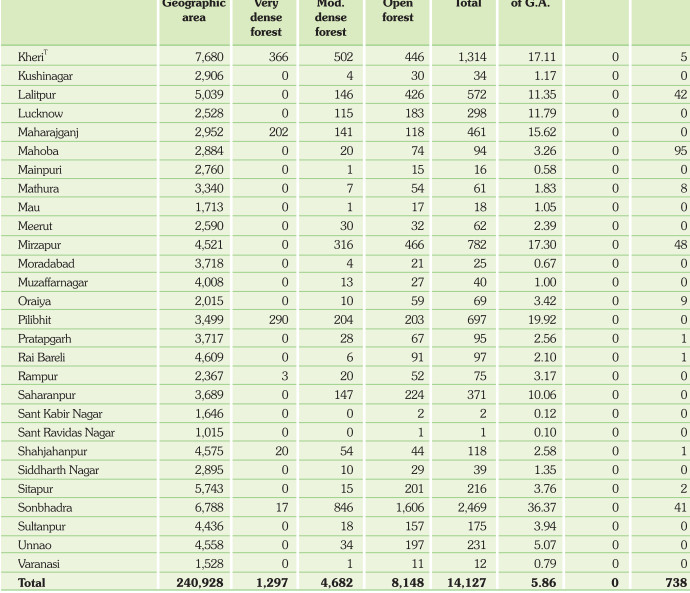 Geographic area Very dense forest Mod. dense forest Open forest Total of G.A.
Kheriᵀ 7,680 366 502 446 1,314 17.11 0 5
Kushinagar 2,906 0 4 30 34 1.17 0 0
Lalitpur 5,039 0 146 426 572 11.35 0 42
Lucknow 2,528 0 115 183 298 11.79 0 0
Maharajganj 2,952 202 141 118 461 15.62 0 0
Mahoba 2,884 0 20 74 94 3.26 0 95
Mainpuri 2,760 0 1 15 16 0.58 0 0
Mathura 3,340 0 7 54 61 1.83 0 8
Mau 1,713 0 1 17 18 1.05 0 0
Meerut 2,590 0 30 32 62 2.39 0 0
Mirzapur 4,521 0 316 466 782 17.30 0 48
Moradabad 3,718 0 4 21 25 0.67 0 0
Muzaffarnagar 4,008 0 13 27 40 1.00 0 0
Oraiya 2,015 0 10 59 69 3.42 0 9
Pilibhit 3,499 290 204 203 697 19.92 0 0
Pratapgarh 3,717 0 28 67 95 2.56 0 1
Rai Bareli 4,609 0 6 91 97 2.10 0 1
Rampur 2,367 3 20 52 75 3.17 0 0
Saharanpur 3,689 0 147 224 371 10.06 0 0
Sant Kabir Nagar 1,646 0 0 2 2 0.12 0 0
Sant Ravidas Nagar 1,015 0 0 1 1 0.10 0 0
Shahjahanpur 4,575 20 54 44 118 2.58 0 1
Siddharth Nagar 2,895 0 10 29 39 1.35 0 0
Sitapur 5,743 0 15 201 216 3.76 0 2
Sonbhadra 6,788 17 846 1,606 2,469 36.37 0 41
Sultanpur 4,436 0 18 157 175 3.94 0 0
Unnao 4,558 0 34 197 231 5.07 0 0
Varanasi 1,528 0 1 11 12 0.79 0 0
Total 240,928 1,297 4,682 8,148 14,127 5.86 0 738